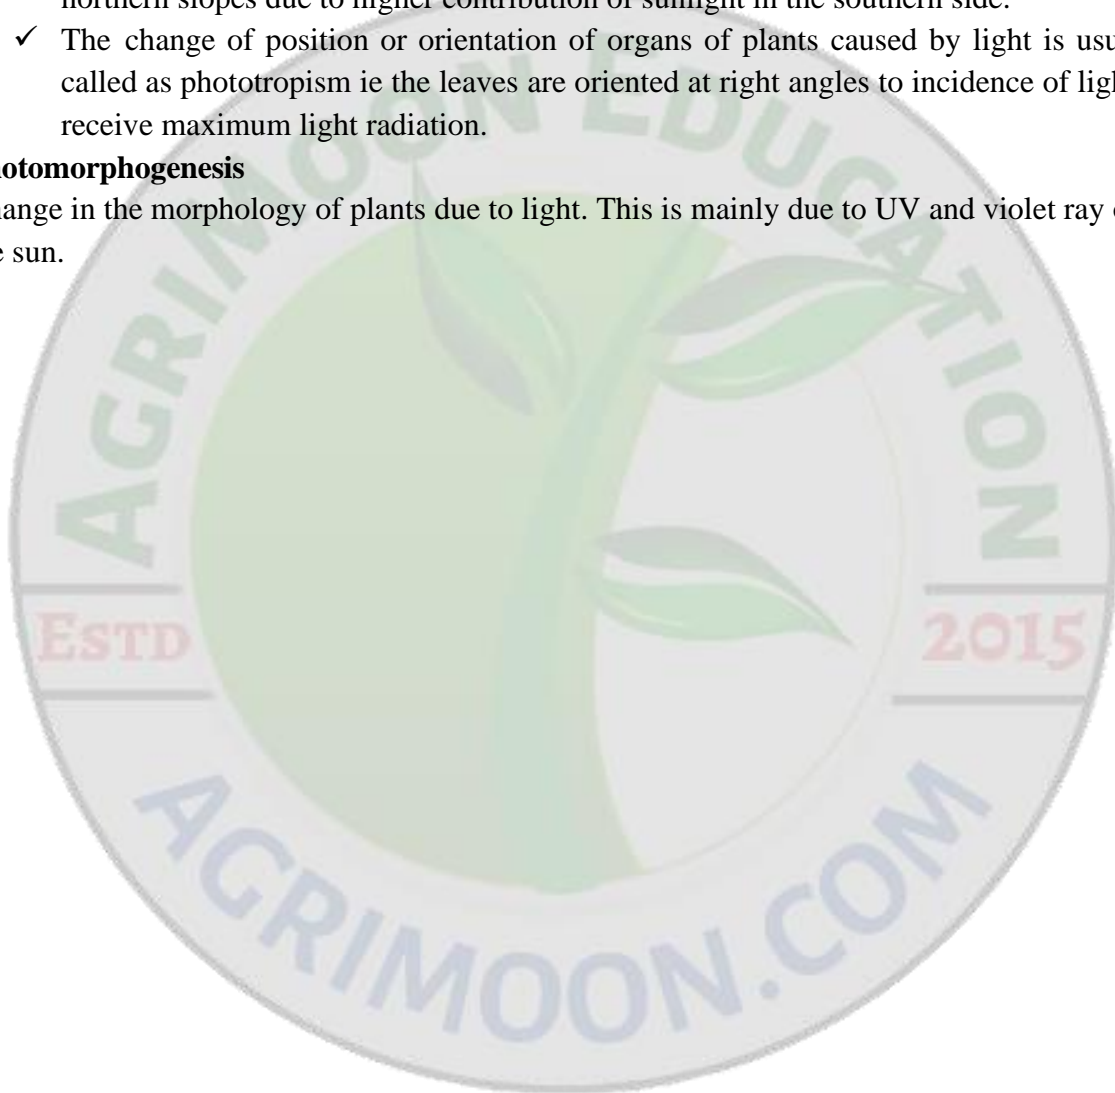 northern slopes due to higher contribution of sunlight in the southern side.
✓ The change of position or orientation of organs of plants caused by light is usu
called as phototropism ie the leaves are oriented at right angles to incidence of ligh
receive maximum light radiation.
otomorphogenesis
ange in the morphology of plants due to light. This is mainly due to UV and violet ray
e sun.
AGRIMOON EDUCATION
ESTD 2015
AGRIMOON.COM